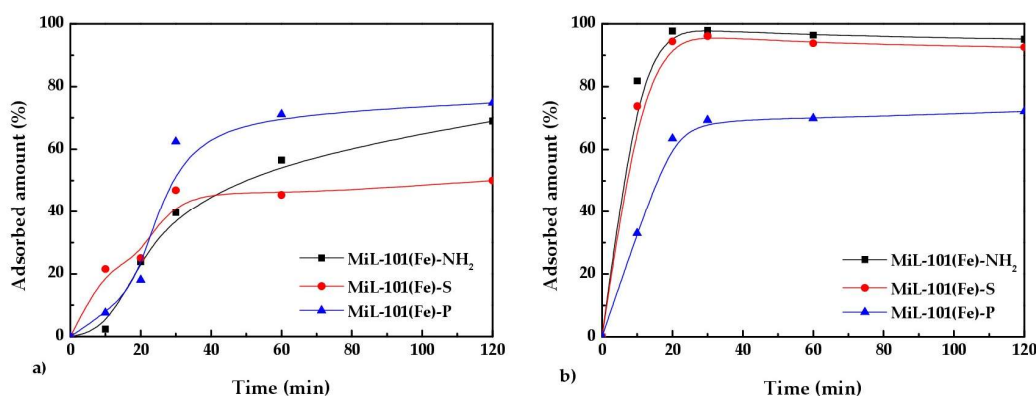 100
80
60
40
20
0
Adsorbed amount (%)
MiL-101(Fe)-NH₂
MiL-101(Fe)-S
MiL-101(Fe)-P
0 20 40 60 80 100 120
Time (min)
a)
100
80
60
40
20
0
Adsorbed amount (%)
MiL-101(Fe)-NH₂
MiL-101(Fe)-S
MiL-101(Fe)-P
0 20 40 60 80 100 120
Time (min)
b)